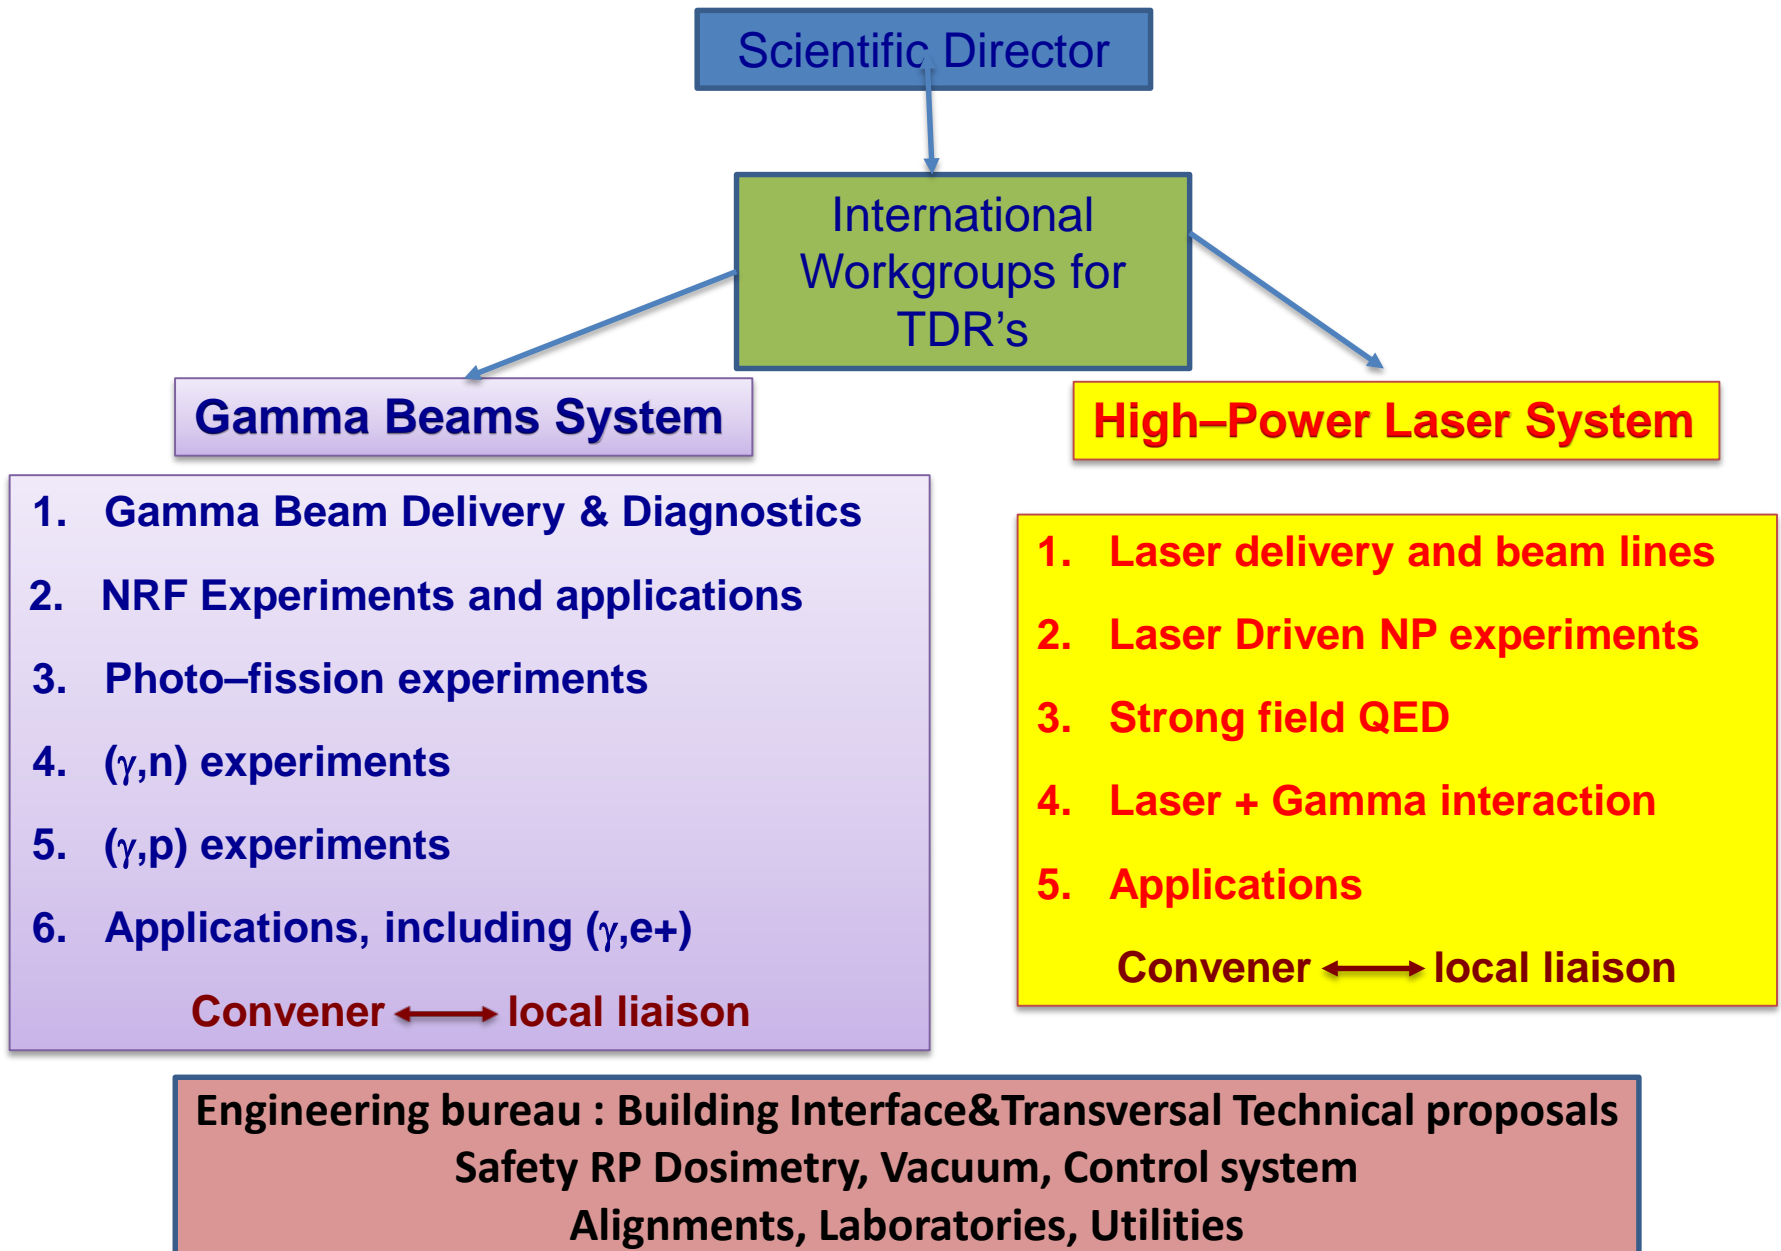 Scientific Director
International
Workgroups for
TDR’s
Gamma Beams System
1. Gamma Beam Delivery & Diagnostics
2. NRF Experiments and applications
3. Photo–fission experiments
4. (γ,n) experiments
5. (γ,p) experiments
6. Applications, including (γ,e+)
Convener local liaison
High–Power Laser System
1. Laser delivery and beam lines
2. Laser Driven NP experiments
3. Strong field QED
4. Laser + Gamma interaction
5. Applications
Convener local liaison
Engineering bureau : Building Interface&Transversal Technical proposals
Safety RP Dosimetry, Vacuum, Control system
Alignments, Laboratories, Utilities